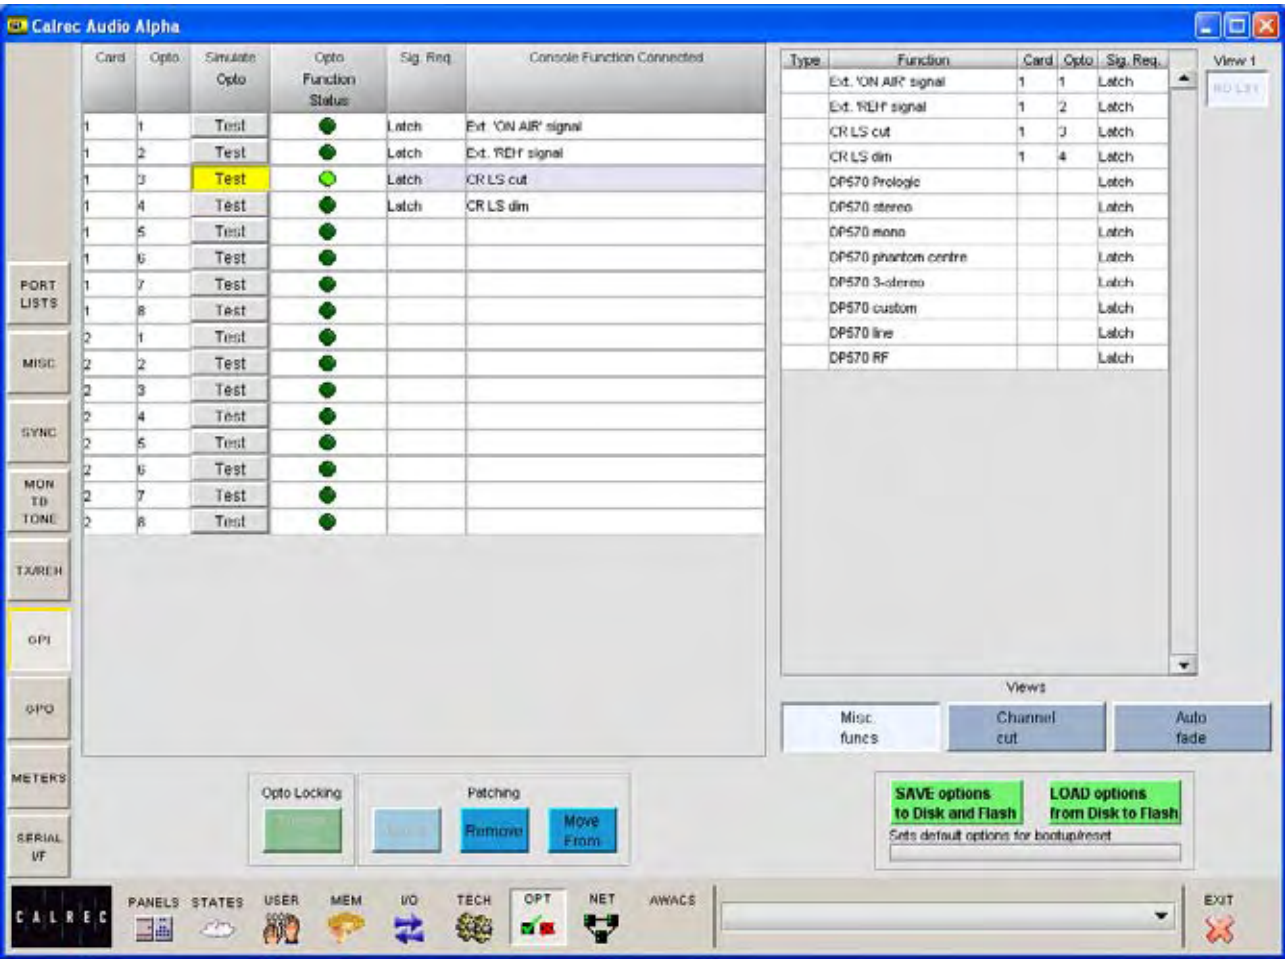 Calrec Audio Alpha
Card Opto Simulate Opto Opto Function Status Sig. Req Console Function Connected
1 1 Test Latch Ext. 'ON AIR' signal
1 2 Test Latch Ext. 'REH' signal
1 3 Test Latch CR LS cut
1 4 Test Latch CR LS dim
1 5 Test
1 6 Test
1 7 Test
1 8 Test
2 1 Test
2 2 Test
2 3 Test
2 4 Test
2 5 Test
2 6 Test
2 7 Test
2 8 Test
Type Function Card Opto Sig. Req.
Ext. 'ON AIR' signal 1 1 Latch
Ext. 'REH' signal 1 2 Latch
CR LS cut 1 3 Latch
CR LS dim 1 4 Latch
DP570 Prologic Latch
DP570 stereo Latch
DP570 mono Latch
DP570 phantom centre Latch
DP570 3-stereo Latch
DP570 custom Latch
DP570 line Latch
DP570 RF Latch
View 1
PORT
LISTS
MISC
SYNC
MON
TB
TONE
TX/REH
GPI
GPO
METERS
SERIAL
I/F
Views
Misc
funcs
Channel
cut
Auto
fade
Opto Locking
Patching
Remove
Move
From
SAVE options
to Disk and Flash
LOAD options
from Disk to Flash
Sets default options for bootup/reset
CALREC
PANELS STATES USER MEM I/O TECH OPT NET AWACS EXIT